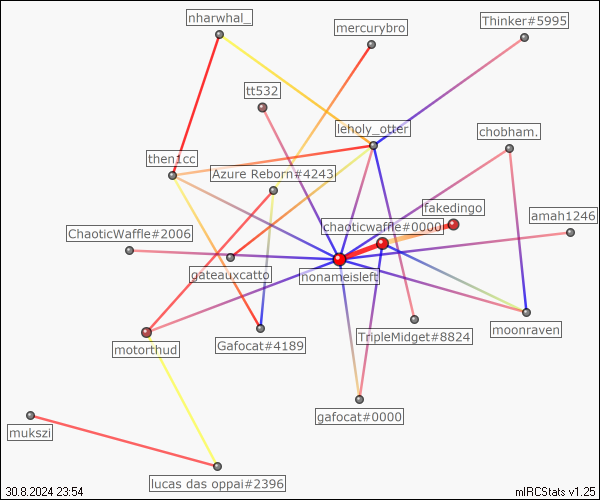 nharwhal_
Thinker#5995
mercurybro
tt532
leholy_otter
chobham.
then1cc
Azure Reborn#4243
fakedingo
amah1246
chaoticwaffle#0000
ChaoticWaffle#2006
gateauxcatto
nonameisleft
moonraven
TripleMidget#8824
motorthud
Gafocat#4189
gafocat#0000
mukszi
lucas das oppai#2396
30.8.2024 23:54
mIRCStats v1.25